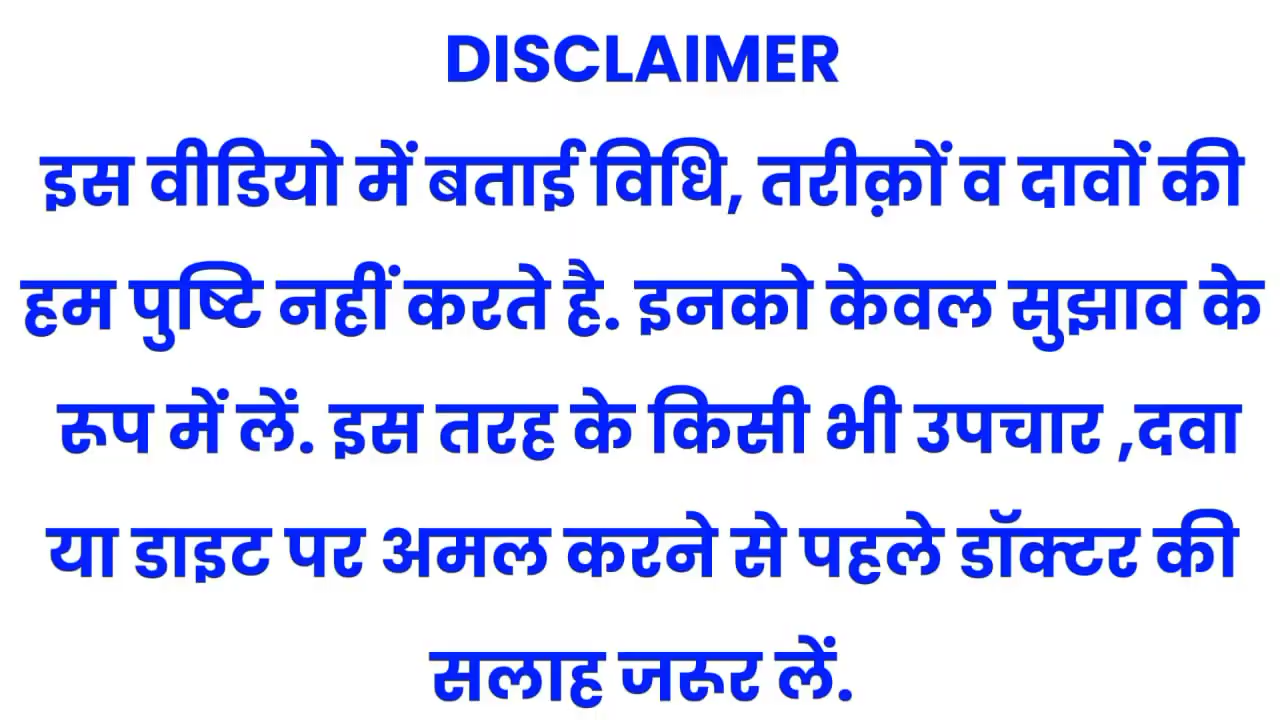 DISCLAIMER
इस वीडियो में बताई विधि, तरीक़ों व दावों की
हम पुष्टि नहीं करते है. इनको केवल सुझाव के
रूप में लें. इस तरह के किसी भी उपचार ,दवा
या डाइट पर अमल करने से पहले डॉक्टर की
सलाह जरूर लें.